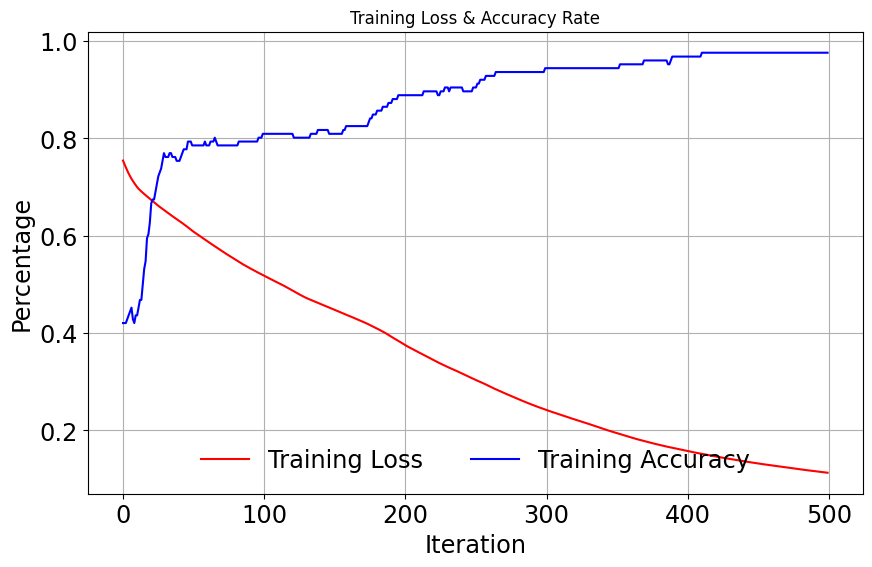 Training Loss & Accuracy Rate
1.0
0.8
0.6
0.4
0.2
Percentage
Training Loss Training Accuracy
0 100 200 300 400 500
Iteration